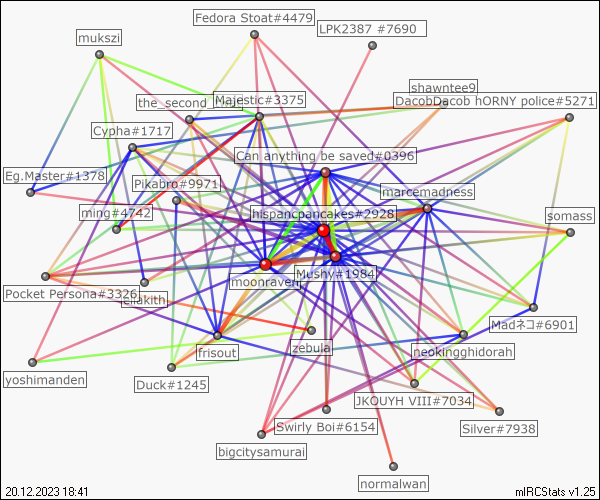 Fedora Stoat#4479
LPK2387 #7690
mukszi
shawntee9
the_second_
Majestic#3375
DacobDacob hORNY police#5271
Cypha#1717
Can anything be saved#0396
Eg.Master#1378
Pikabro#9971
marcemadness
ming#4742
hispancpancakes#2928
somass
Mushy#1984
moonraven
Pocket Persona#3326
Madネコ#6901
frisout
zebula
neokingghidorah
yoshimanden
Duck#1245
JKOUYH VIII#7034
Swirly Boi#6154
Silver#7938
bigcitysamurai
normalwan
20.12.2023 18:41
mIRCStats v1.25